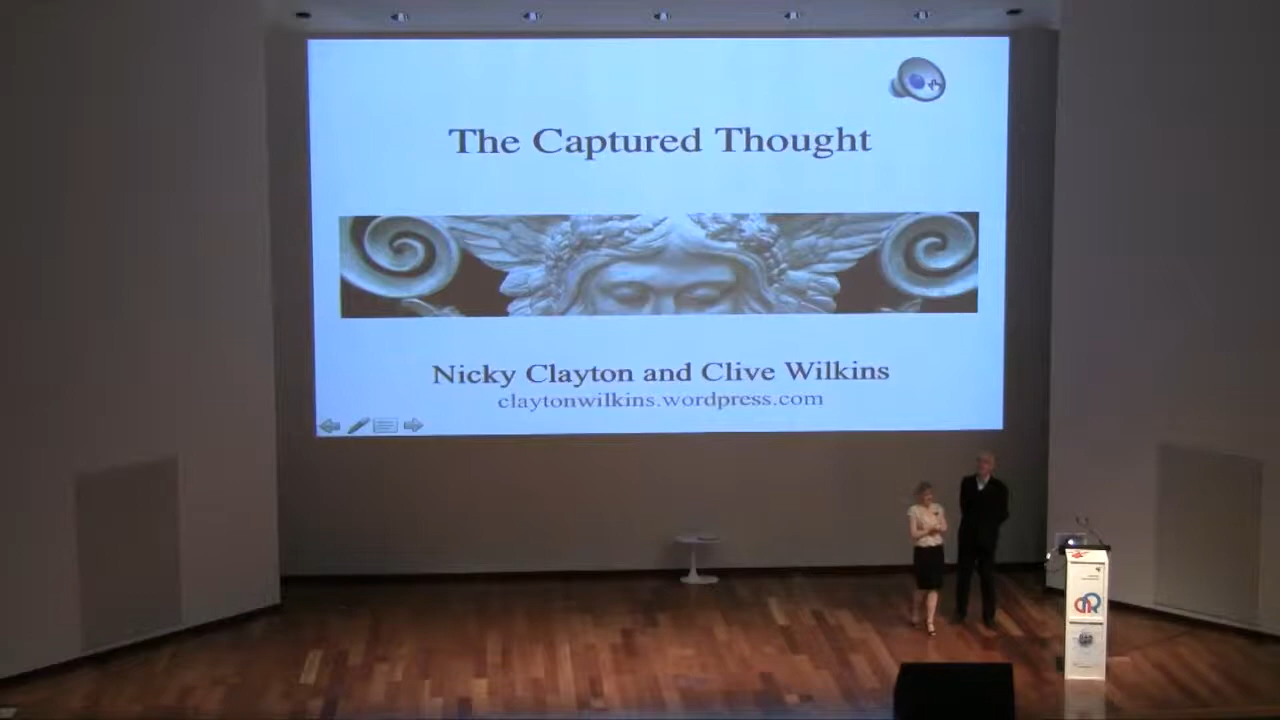 The Captured Thought
Nicky Clayton and Clive Wilkins
claytonwilkins.wordpress.com